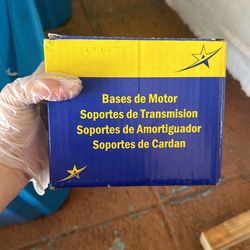 Bases de Motor
Soportes de Transmision
Soportes de Amortiguador
Soportes de Cardan